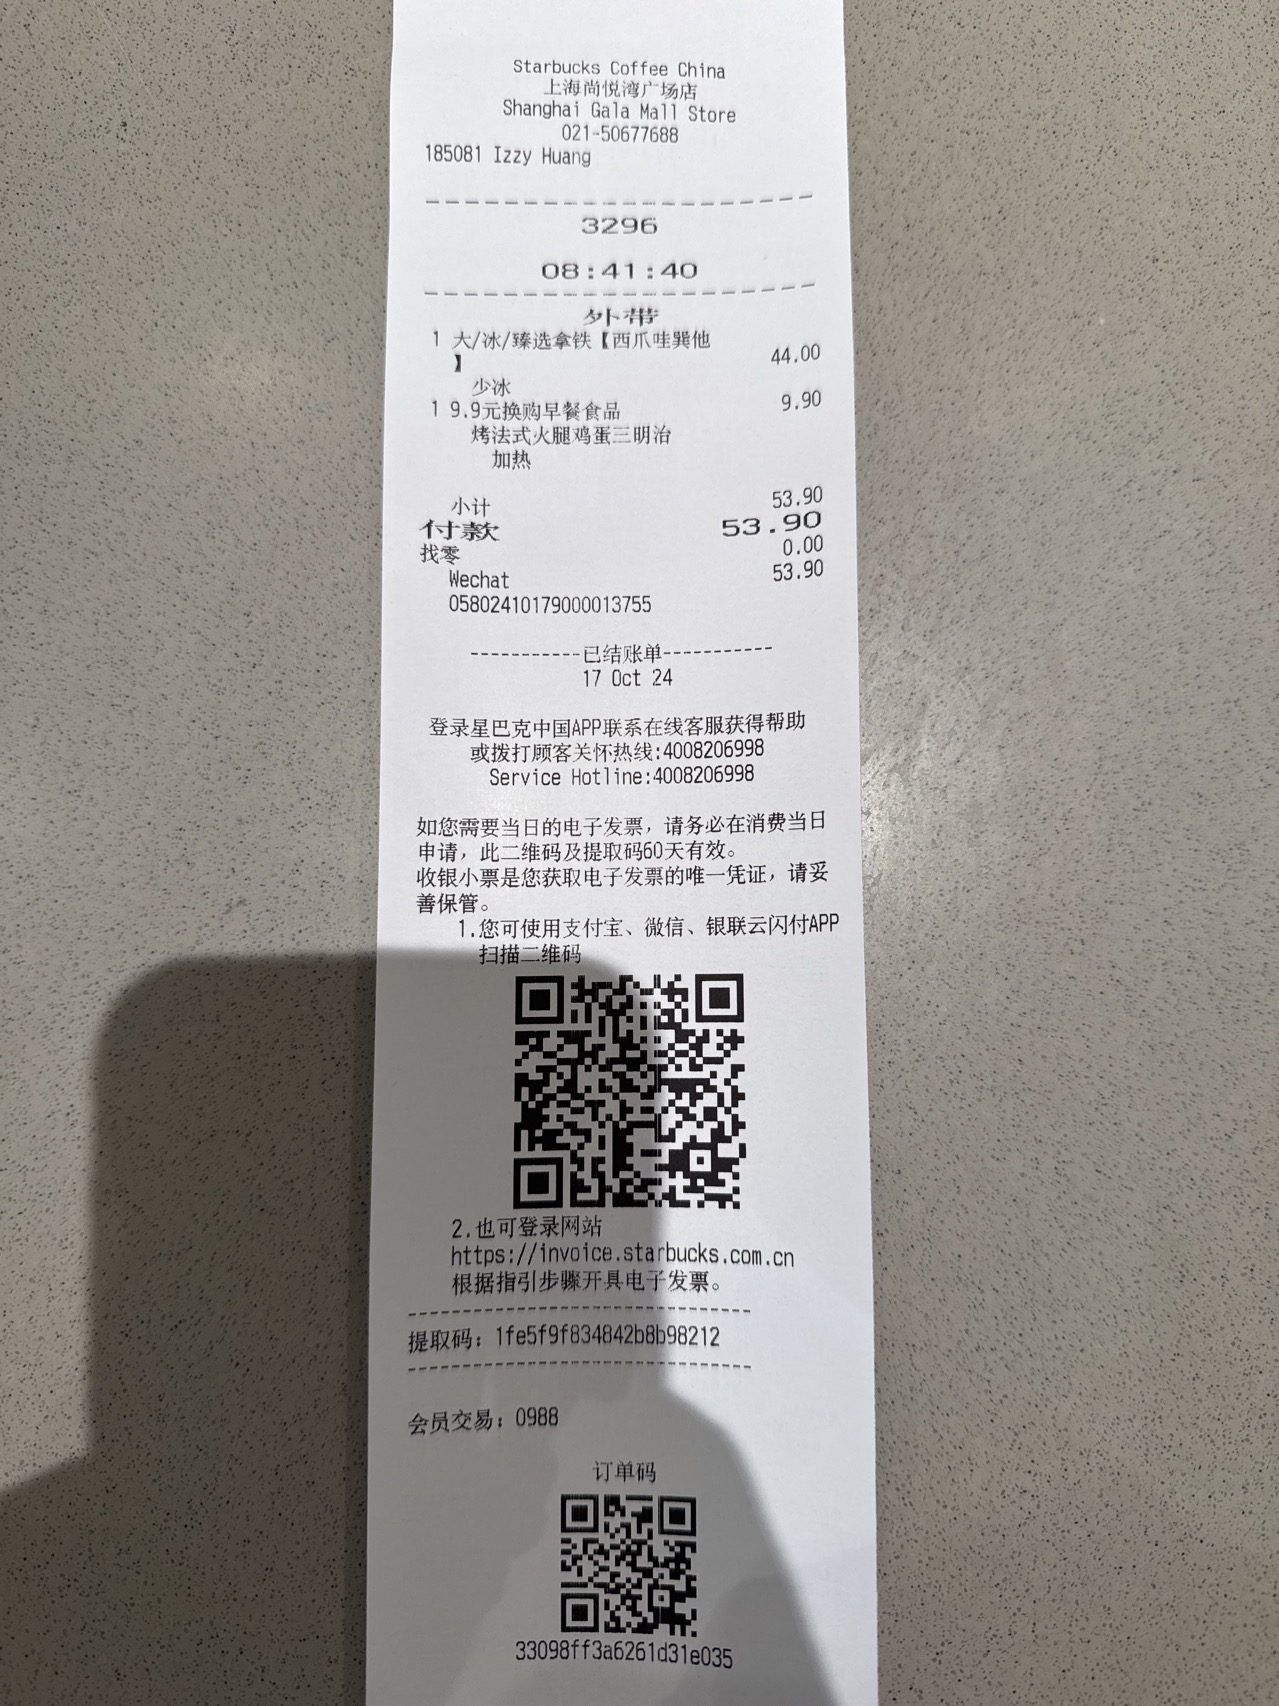 Starbucks Coffee China
上海尚悦湾广场店
Shanghai Gala Mall Store
021-50677688
185081 Izzy Huang
3296
08:41:40
外带
1 大/冰/臻选拿铁【西爪哇巽他
】 44.00
少冰
1 9.9元换购早餐食品 9.90
烤法式火腿鸡蛋三明治
加热
小计 53.90
付款 53.90
找零 0.00
Wechat 53.90
05802410179000013755
-----------已结账单-----------
17 Oct 24
登录星巴克中国APP联系在线客服获得帮助
或拨打顾客关怀热线:4008206998
Service Hotline:4008206998
如您需要当日的电子发票，请务必在消费当日
申请，此二维码及提取码60天有效。
收银小票是您获取电子发票的唯一凭证，请妥
善保管。
1.您可使用支付宝、微信、银联云闪付APP
扫描二维码
2.也可登录网站
https://invoice.starbucks.com.cn
根据指引步骤开具电子发票。
提取码：1fe5f9f834842b8b98212
会员交易：0988
订单码
33098ff3a6261d31e035